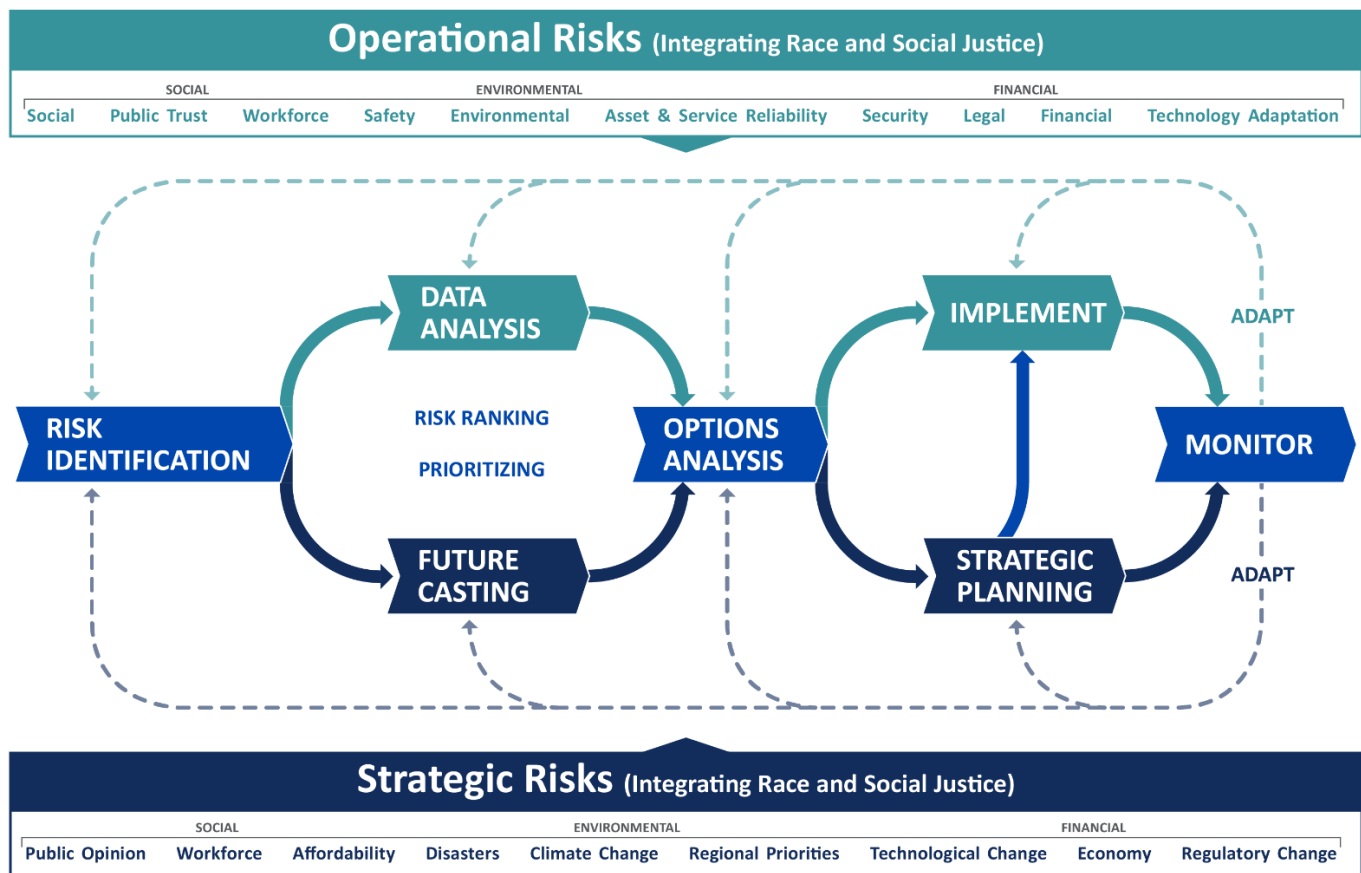 Operational Risks (Integrating Race and Social Justice)
SOCIAL ENVIRONMENTAL FINANCIAL
Social Public Trust Workforce Safety Environmental Asset & Service Reliability Security Legal Financial Technology Adaptation
DATA
ANALYSIS
IMPLEMENT
ADAPT
RISK
IDENTIFICATION
RISK RANKING
PRIORITIZING
OPTIONS
ANALYSIS
MONITOR
FUTURE
CASTING
STRATEGIC
PLANNING
ADAPT
Strategic Risks (Integrating Race and Social Justice)
SOCIAL ENVIRONMENTAL FINANCIAL
Public Opinion Workforce Affordability Disasters Climate Change Regional Priorities Technological Change Economy Regulatory Change